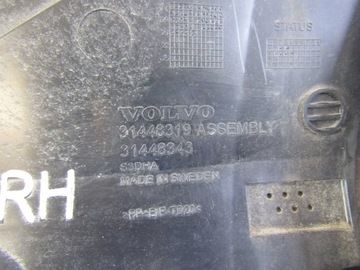 STATUS
VOLVO
31448319 ASSEMBLY
31448343
RH
MADE IN SWEDEN